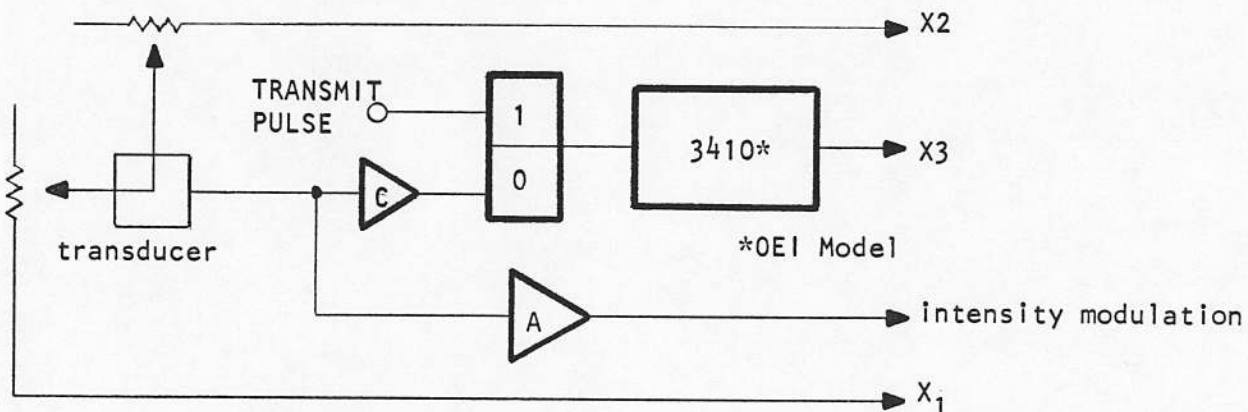 X2
TRANSMIT
PULSE
1
0
3410*
X3
C
transducer
*OEI Model
A
intensity modulation
X1